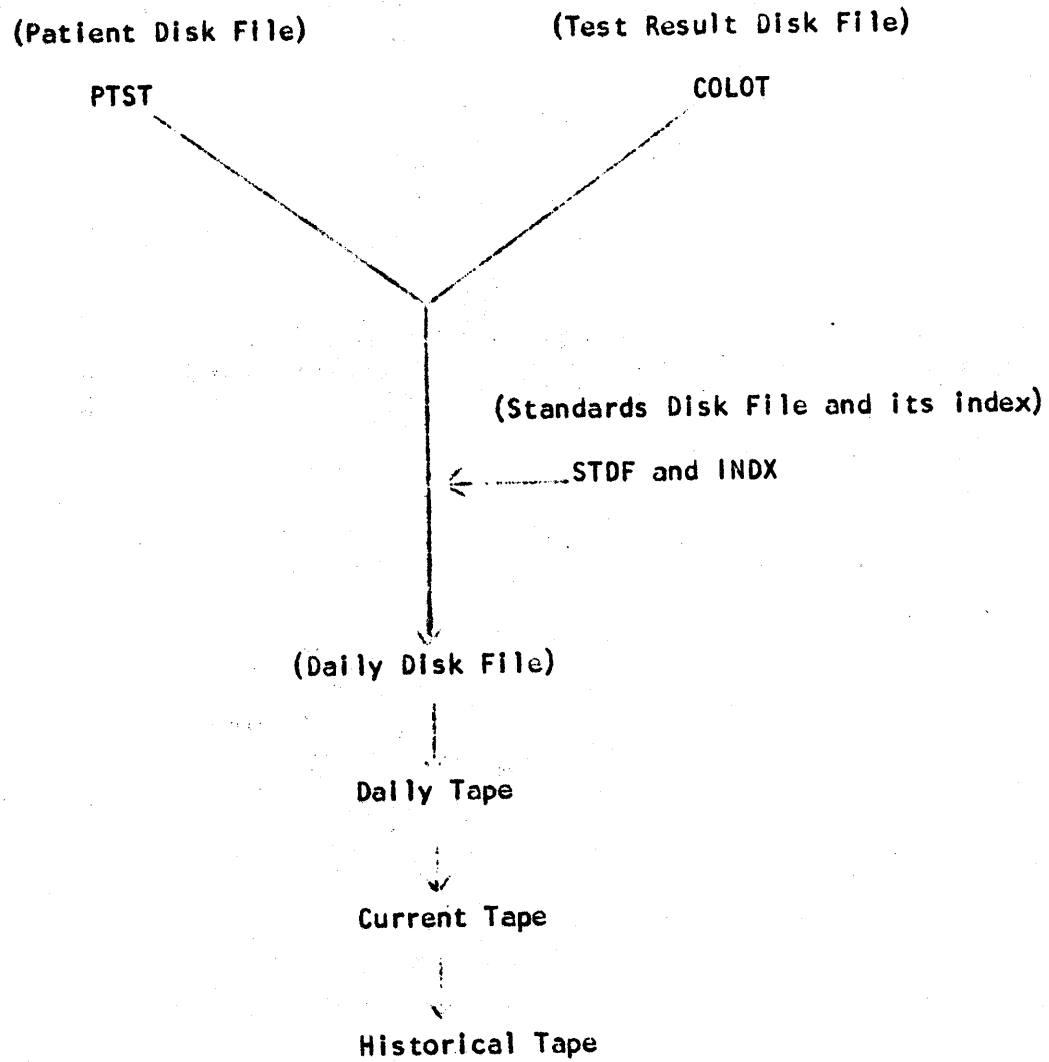 (Patient Disk File)
(Test Result Disk File)
PTST
COLOT
(Standards Disk File and its index)
STDF and INDX
(Daily Disk File)
Daily Tape
Current Tape
Historical Tape